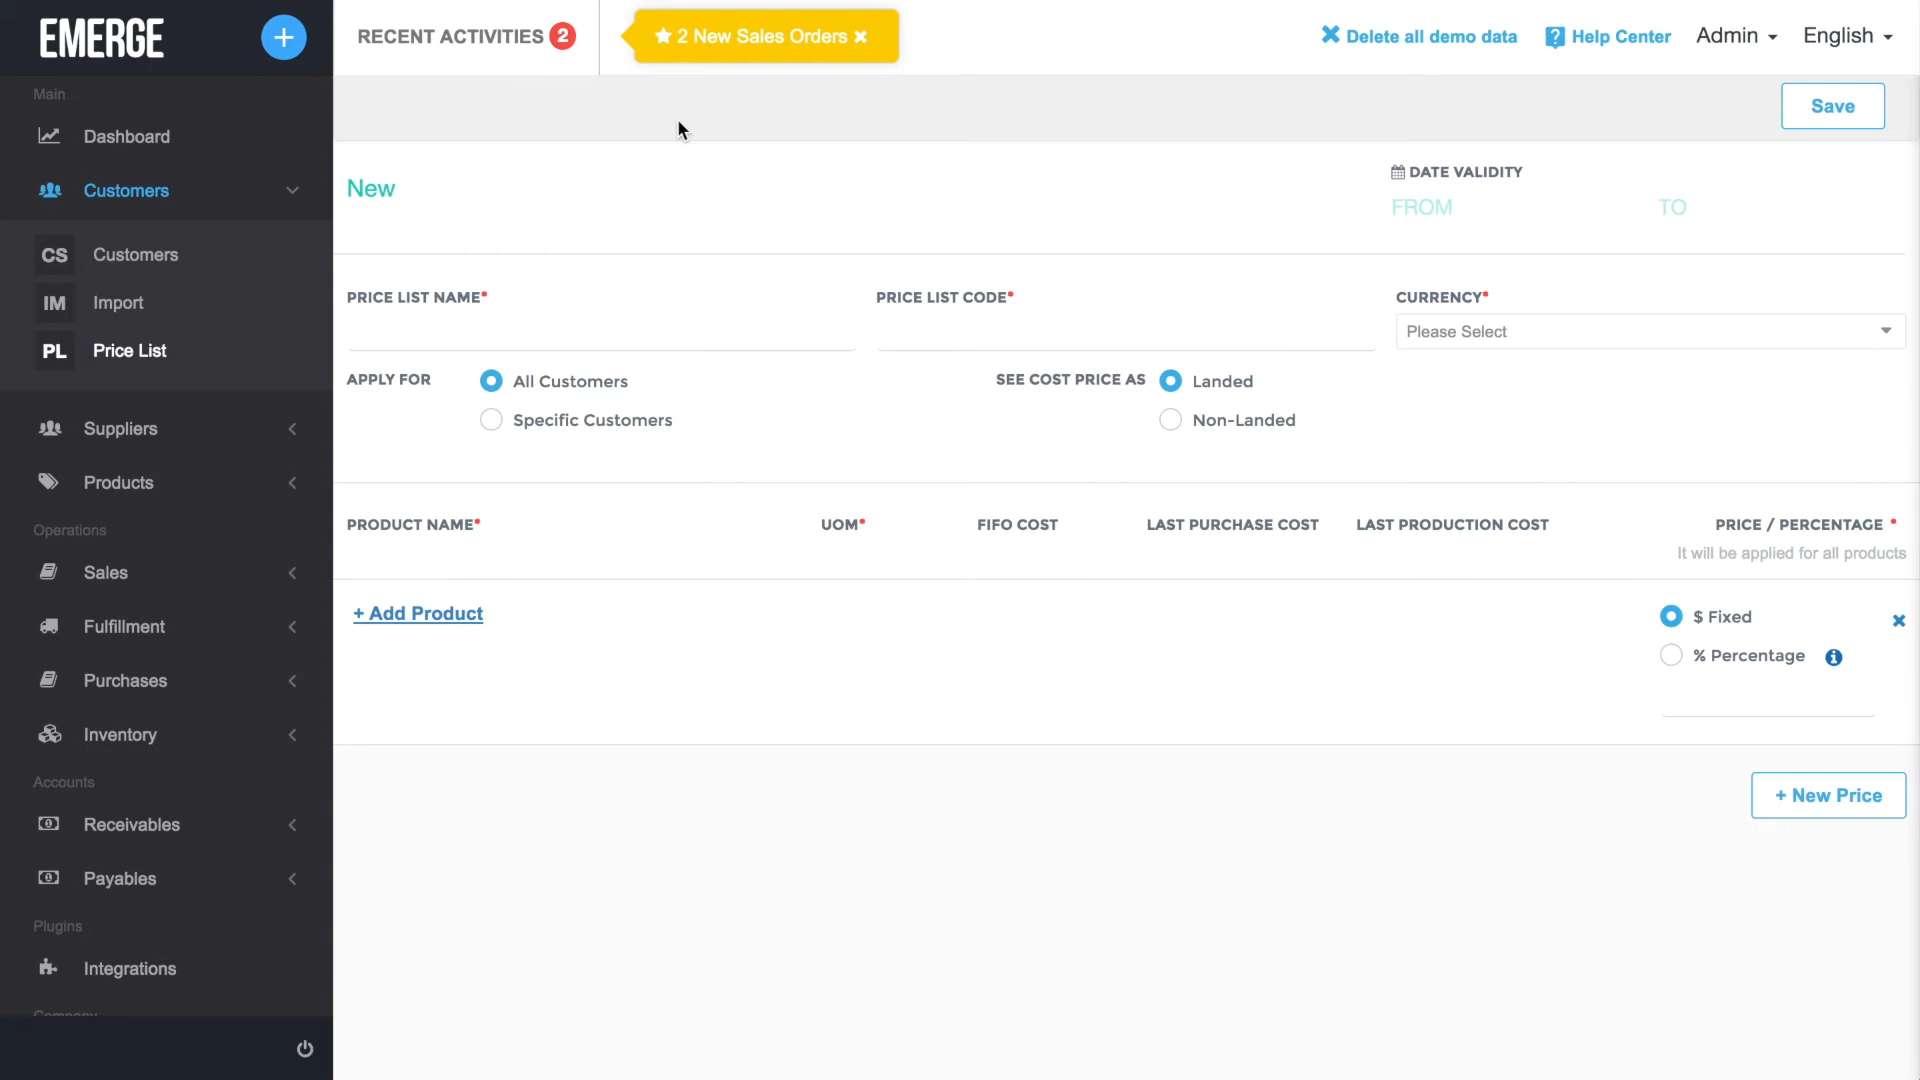 EMERGE
RECENT ACTIVITIES 2
2 New Sales Orders
Delete all demo data
Help Center
Admin
English
Main
Dashboard
Customers
CS Customers
IM Import
PL Price List
Suppliers
Products
Operations
Sales
Fulfillment
Purchases
Inventory
Accounts
Receivables
Payables
Plugins
Integrations
Company
Save
New
DATE VALIDITY
FROM TO
PRICE LIST NAME* PRICE LIST CODE* CURRENCY*
Please Select
APPLY FOR All Customers SEE COST PRICE AS Landed
Specific Customers Non-Landed
PRODUCT NAME* UOM* FIFO COST LAST PURCHASE COST LAST PRODUCTION COST PRICE / PERCENTAGE *
It will be applied for all products
+ Add Product $ Fixed
% Percentage
+ New Price